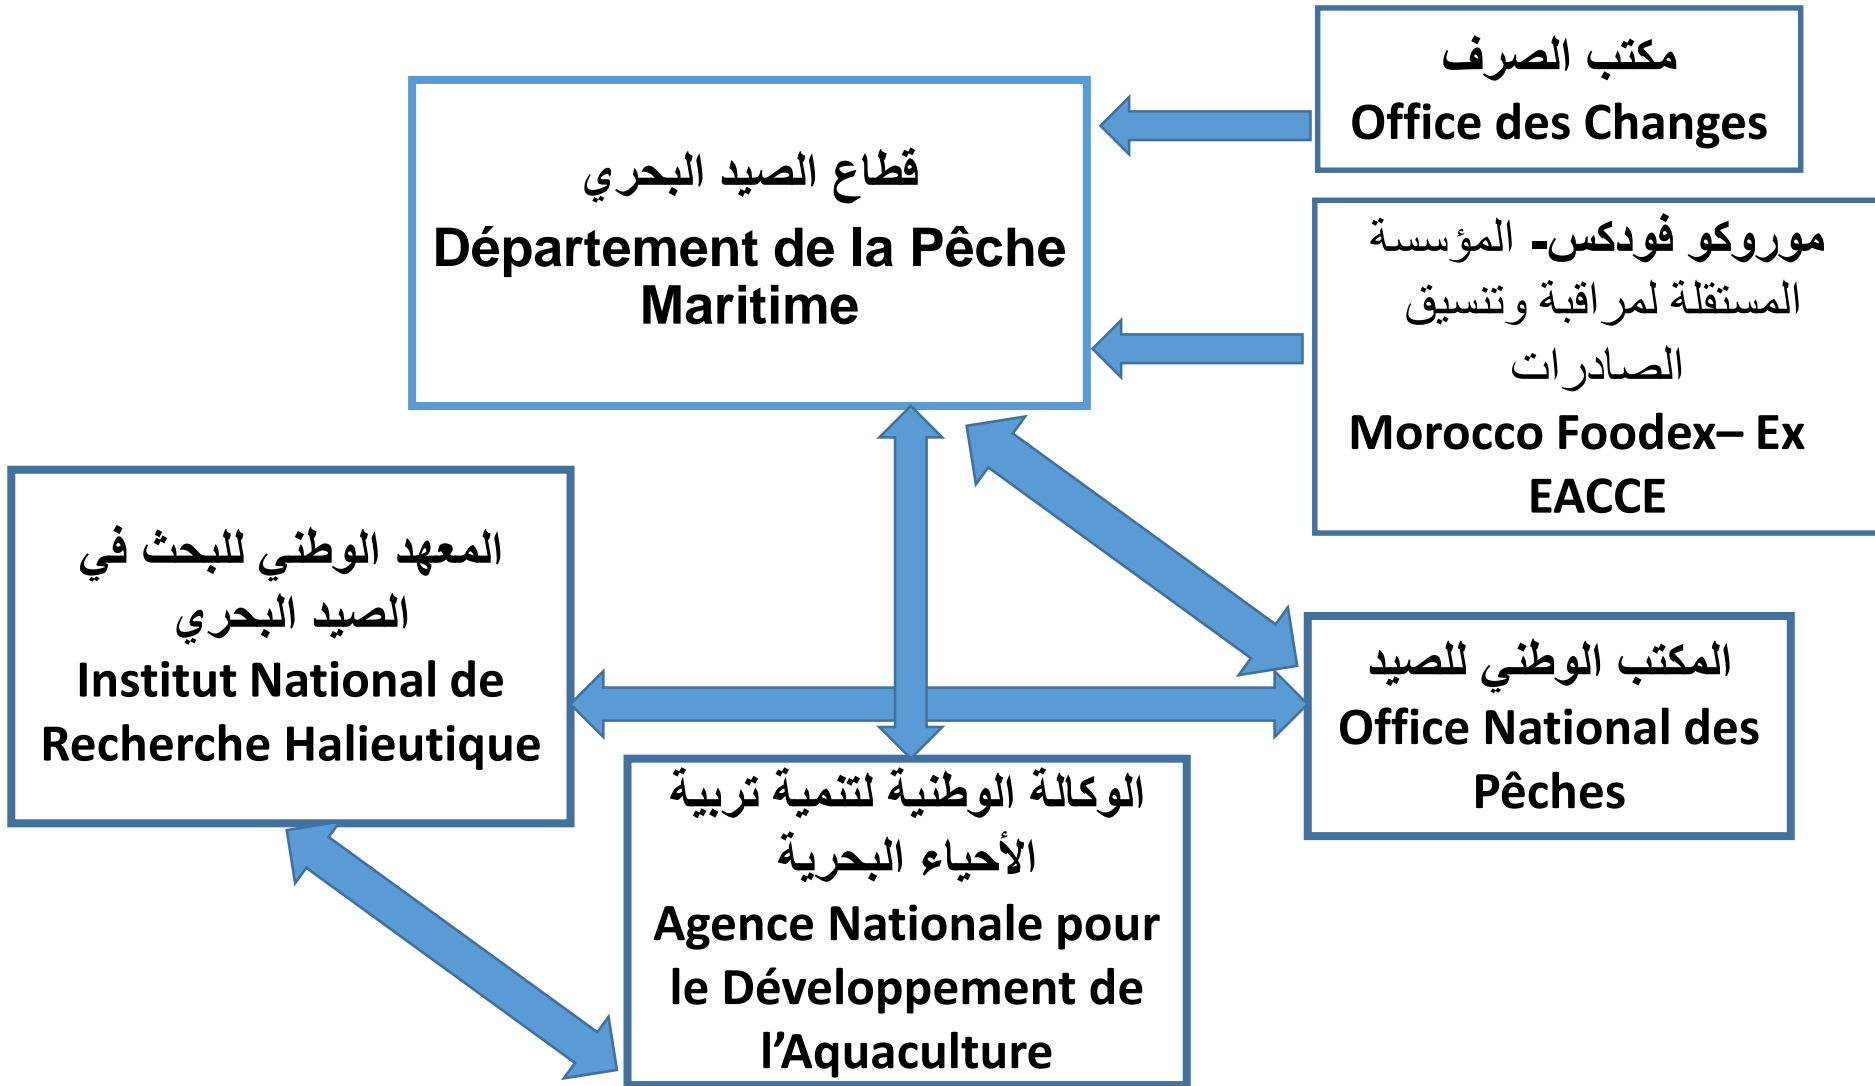 مكتب الصرف
Office des Changes
قطاع الصيد البحري
Département de la Pêche
Maritime
موروكو فودكس- المؤسسة
المستقلة لمراقبة وتنسيق
الصادرات
Morocco Foodex– Ex
EACCE
المعهد الوطني للبحث في
الصيد البحري
Institut National de
Recherche Halieutique
المكتب الوطني للصيد
Office National des
Pêches
الوكالة الوطنية لتنمية تربية
الأحياء البحرية
Agence Nationale pour
le Développement de
l’Aquaculture